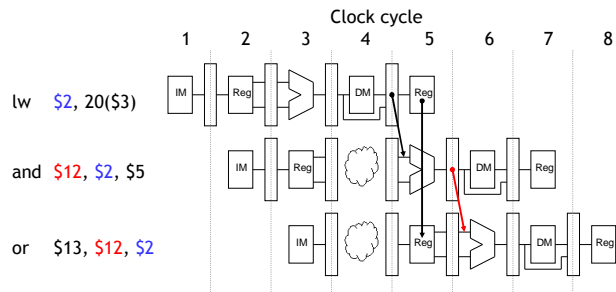 Clock cycle
1 2 3 4 5 6 7 8
lw $2, 20($3)
IM Reg DM Reg
and $12, $2, $5
IM Reg DM Reg
or $13, $12, $2
IM Reg DM Reg